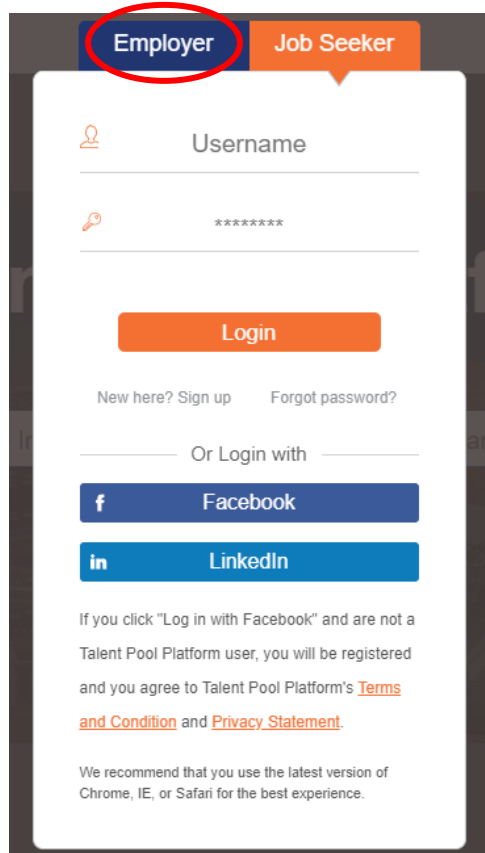 Employer Job Seeker
Username
********
Login
New here? Sign up Forgot password?
Or Login with
f Facebook
in LinkedIn
If you click "Log in with Facebook" and are not a
Talent Pool Platform user, you will be registered
and you agree to Talent Pool Platform's Terms
and Condition and Privacy Statement.
We recommend that you use the latest version of
Chrome, IE, or Safari for the best experience.